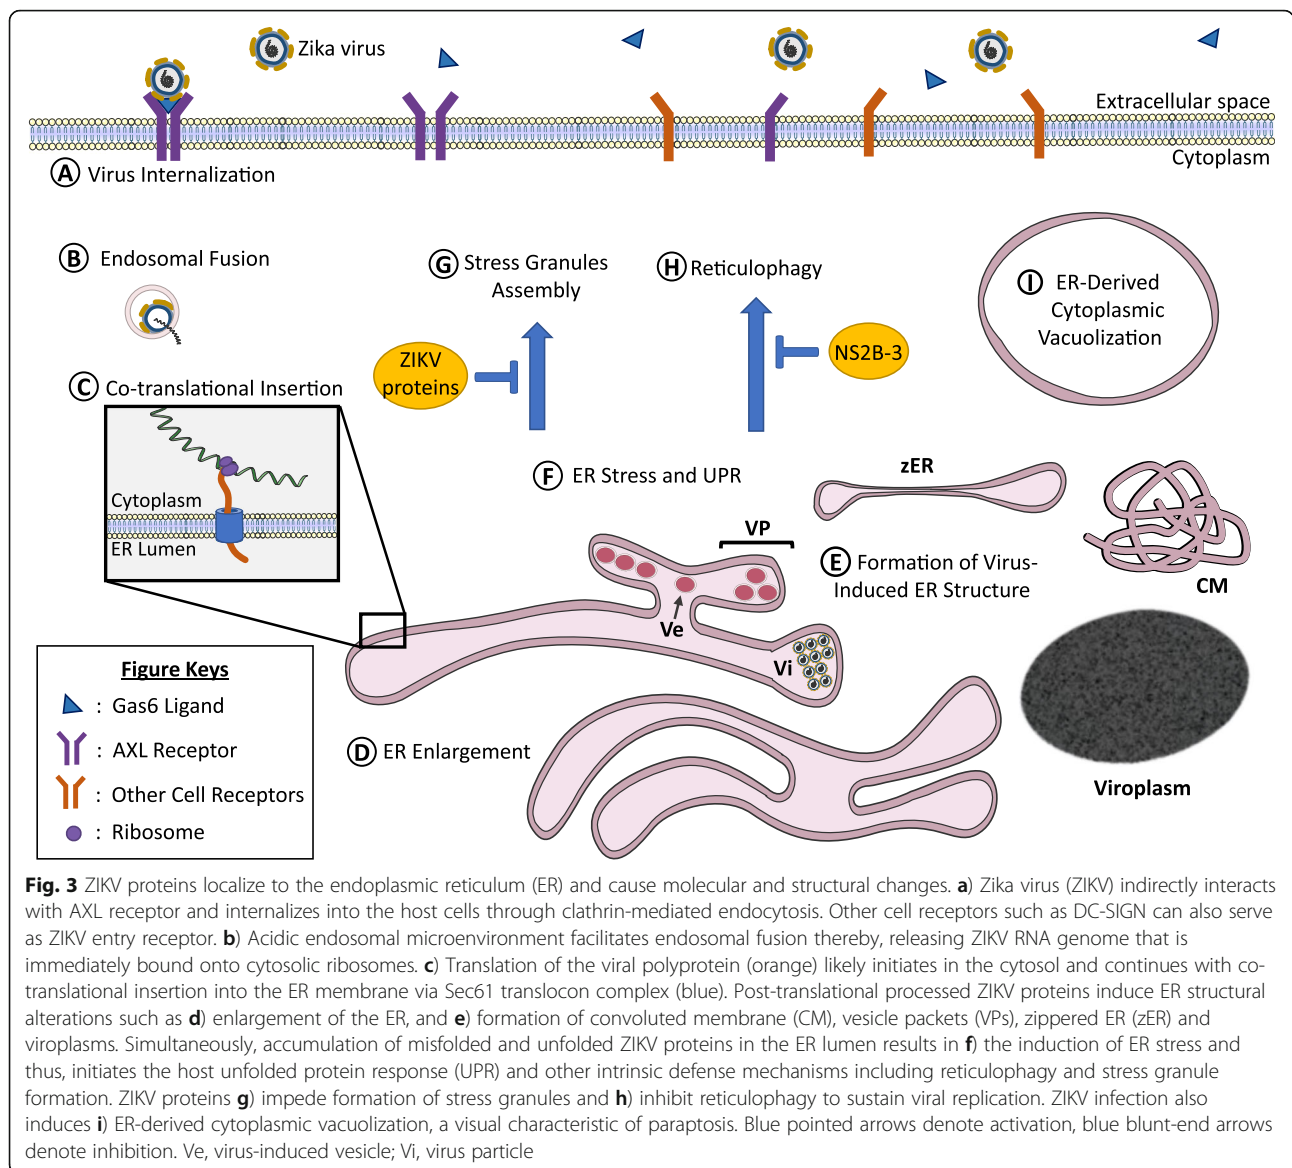 Zika virus
Extracellular space
Cytoplasm
A Virus Internalization
B Endosomal Fusion
G Stress Granules
Assembly
H Reticulophagy
I ER-Derived
Cytoplasmic
Vacuolization
ZIKV
proteins
NS2B-3
C Co-translational Insertion
Cytoplasm
ER Lumen
F ER Stress and UPR
zER
VP
E Formation of Virus-
Induced ER Structure
CM
Ve
Vi
D ER Enlargement
Viroplasm
Figure Keys
: Gas6 Ligand
: AXL Receptor
: Other Cell Receptors
: Ribosome
Fig. 3 ZIKV proteins localize to the endoplasmic reticulum (ER) and cause molecular and structural changes. a) Zika virus (ZIKV) indirectly interacts
with AXL receptor and internalizes into the host cells through clathrin-mediated endocytosis. Other cell receptors such as DC-SIGN can also serve
as ZIKV entry receptor. b) Acidic endosomal microenvironment facilitates endosomal fusion thereby, releasing ZIKV RNA genome that is
immediately bound onto cytosolic ribosomes. c) Translation of the viral polyprotein (orange) likely initiates in the cytosol and continues with co-
translational insertion into the ER membrane via Sec61 translocon complex (blue). Post-translational processed ZIKV proteins induce ER structural
alterations such as d) enlargement of the ER, and e) formation of convoluted membrane (CM), vesicle packets (VPs), zippered ER (zER) and
viroplasms. Simultaneously, accumulation of misfolded and unfolded ZIKV proteins in the ER lumen results in f) the induction of ER stress and
thus, initiates the host unfolded protein response (UPR) and other intrinsic defense mechanisms including reticulophagy and stress granule
formation. ZIKV proteins g) impede formation of stress granules and h) inhibit reticulophagy to sustain viral replication. ZIKV infection also
induces i) ER-derived cytoplasmic vacuolization, a visual characteristic of paraptosis. Blue pointed arrows denote activation, blue blunt-end arrows
denote inhibition. Ve, virus-induced vesicle; Vi, virus particle